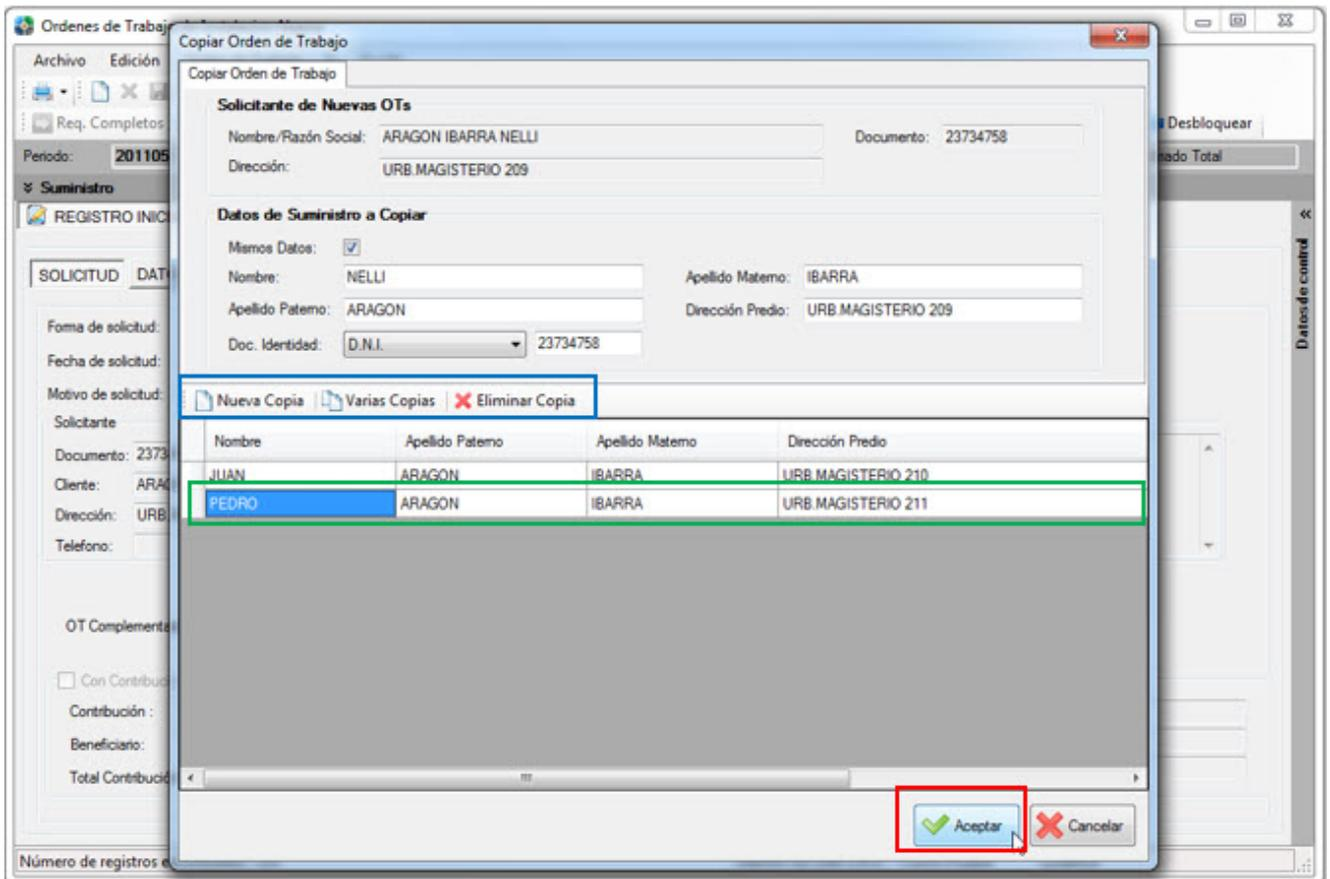 Ordenes de Trabajo
Copiar Orden de Trabajo
Archivo Edición
Copiar Orden de Trabajo
Solicitante de Nuevas OTs
Req. Completos
Nombre/Razón Social: ARAGON IBARRA NELLI Documento: 23734758
Desbloquear
Periodo: 201105
Dirección: URB.MAGISTERIO 209
Total
Suministro
REGISTRO INICI
Datos de Suministro a Copiar
Mismos Datos:
SOLICITUD DAT
Nombre: NELLI Apellido Materno: IBARRA
Datos de control
Apellido Paterno: ARAGON Dirección Predio: URB.MAGISTERIO 209
Forma de solicitud:
Doc. Identidad: D.N.I. 23734758
Fecha de solicitud:
Motivo de solicitud:
Nueva Copia Varias Copias Eliminar Copia
Solicitante
Nombre Apellido Paterno Apellido Materno Dirección Predio
Documento: 2373
JUAN ARAGON IBARRA URB.MAGISTERIO 210
Cliente: ARAG
PEDRO ARAGON IBARRA URB.MAGISTERIO 211
Dirección: URB.
Telefono:
OT Complementa
Con Contribuc
Contribución :
Beneficiario:
Total Contribució
Aceptar Cancelar
Número de registros e